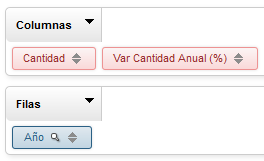 Columnas
Cantidad Var Cantidad Anual (%)
Filas
Año